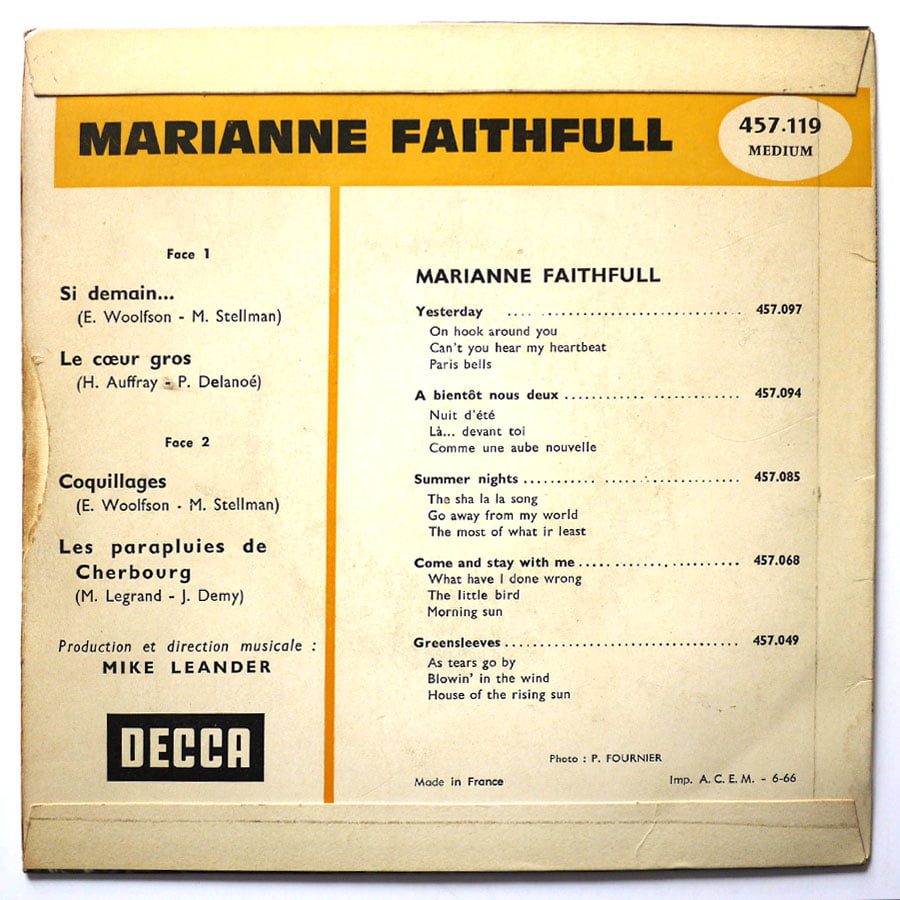 MARIANNE FAITHFULL
457.119
MEDIUM
Face 1
Si demain...
(E. Woolfson - M. Stellman)
Le cœur gros
(H. Auffray - P. Delanoé)
Face 2
Coquillages
(E. Woolfson - M. Stellman)
Les parapluies de
Cherbourg
(M. Legrand - J. Demy)
Production et direction musicale :
MIKE LEANDER
DECCA
MARIANNE FAITHFULL
Yesterday .......................... 457.097
On hook around you
Can't you hear my heartbeat
Paris bells
A bientôt nous deux .................. 457.094
Nuit d'été
Là... devant toi
Comme une aube nouvelle
Summer nights ........................ 457.085
The sha la la song
Go away from my world
The most of what ir least
Come and stay with me ................ 457.068
What have I done wrong
The little bird
Morning sun
Greensleeves .......................... 457.049
As tears go by
Blowin' in the wind
House of the rising sun
Photo : P. FOURNIER
Made in France Imp. A. C. E. M. - 6-66